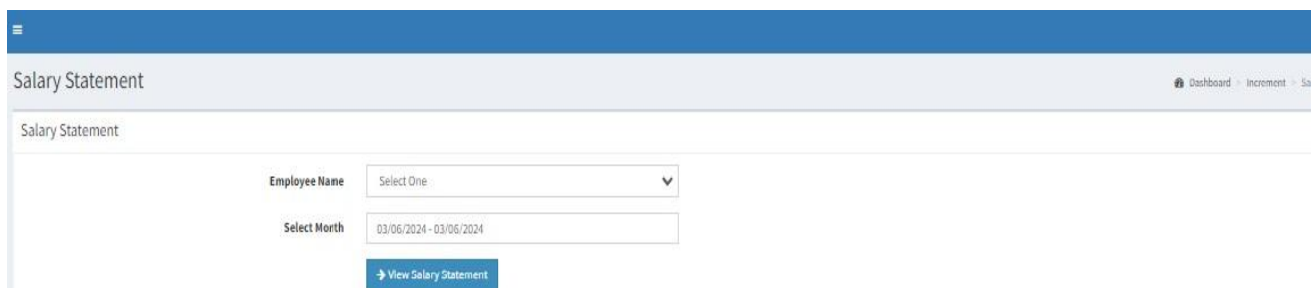 Salary Statement
Dashboard > Increment > Sa
Salary Statement
Employee Name Select One
Select Month 03/06/2024 - 03/06/2024
View Salary Statement